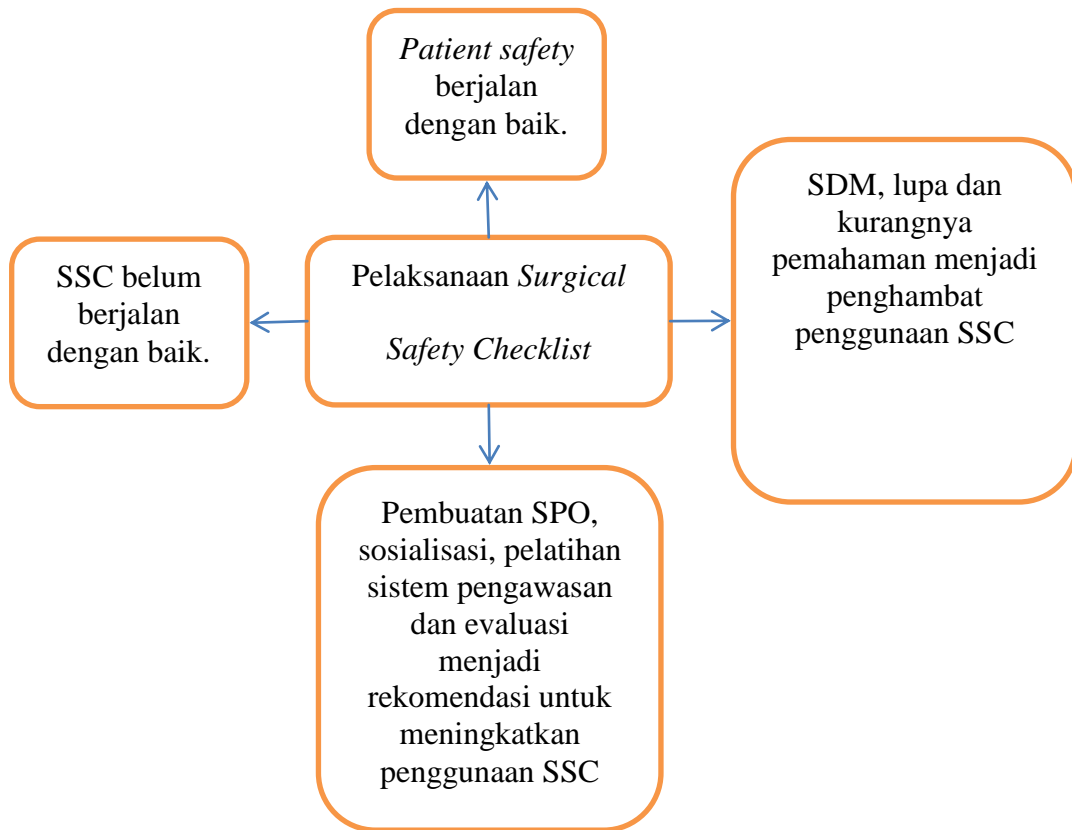 Patient safety
berjalan
dengan baik.
SSC belum
berjalan
dengan baik.
Pelaksanaan Surgical
Safety Checklist
SDM, lupa dan
kurangnya
pemahaman menjadi
penghambat
penggunaan SSC
Pembuatan SPO,
sosialisasi, pelatihan
sistem pengawasan
dan evaluasi
menjadi
rekomendasi untuk
meningkatkan
penggunaan SSC